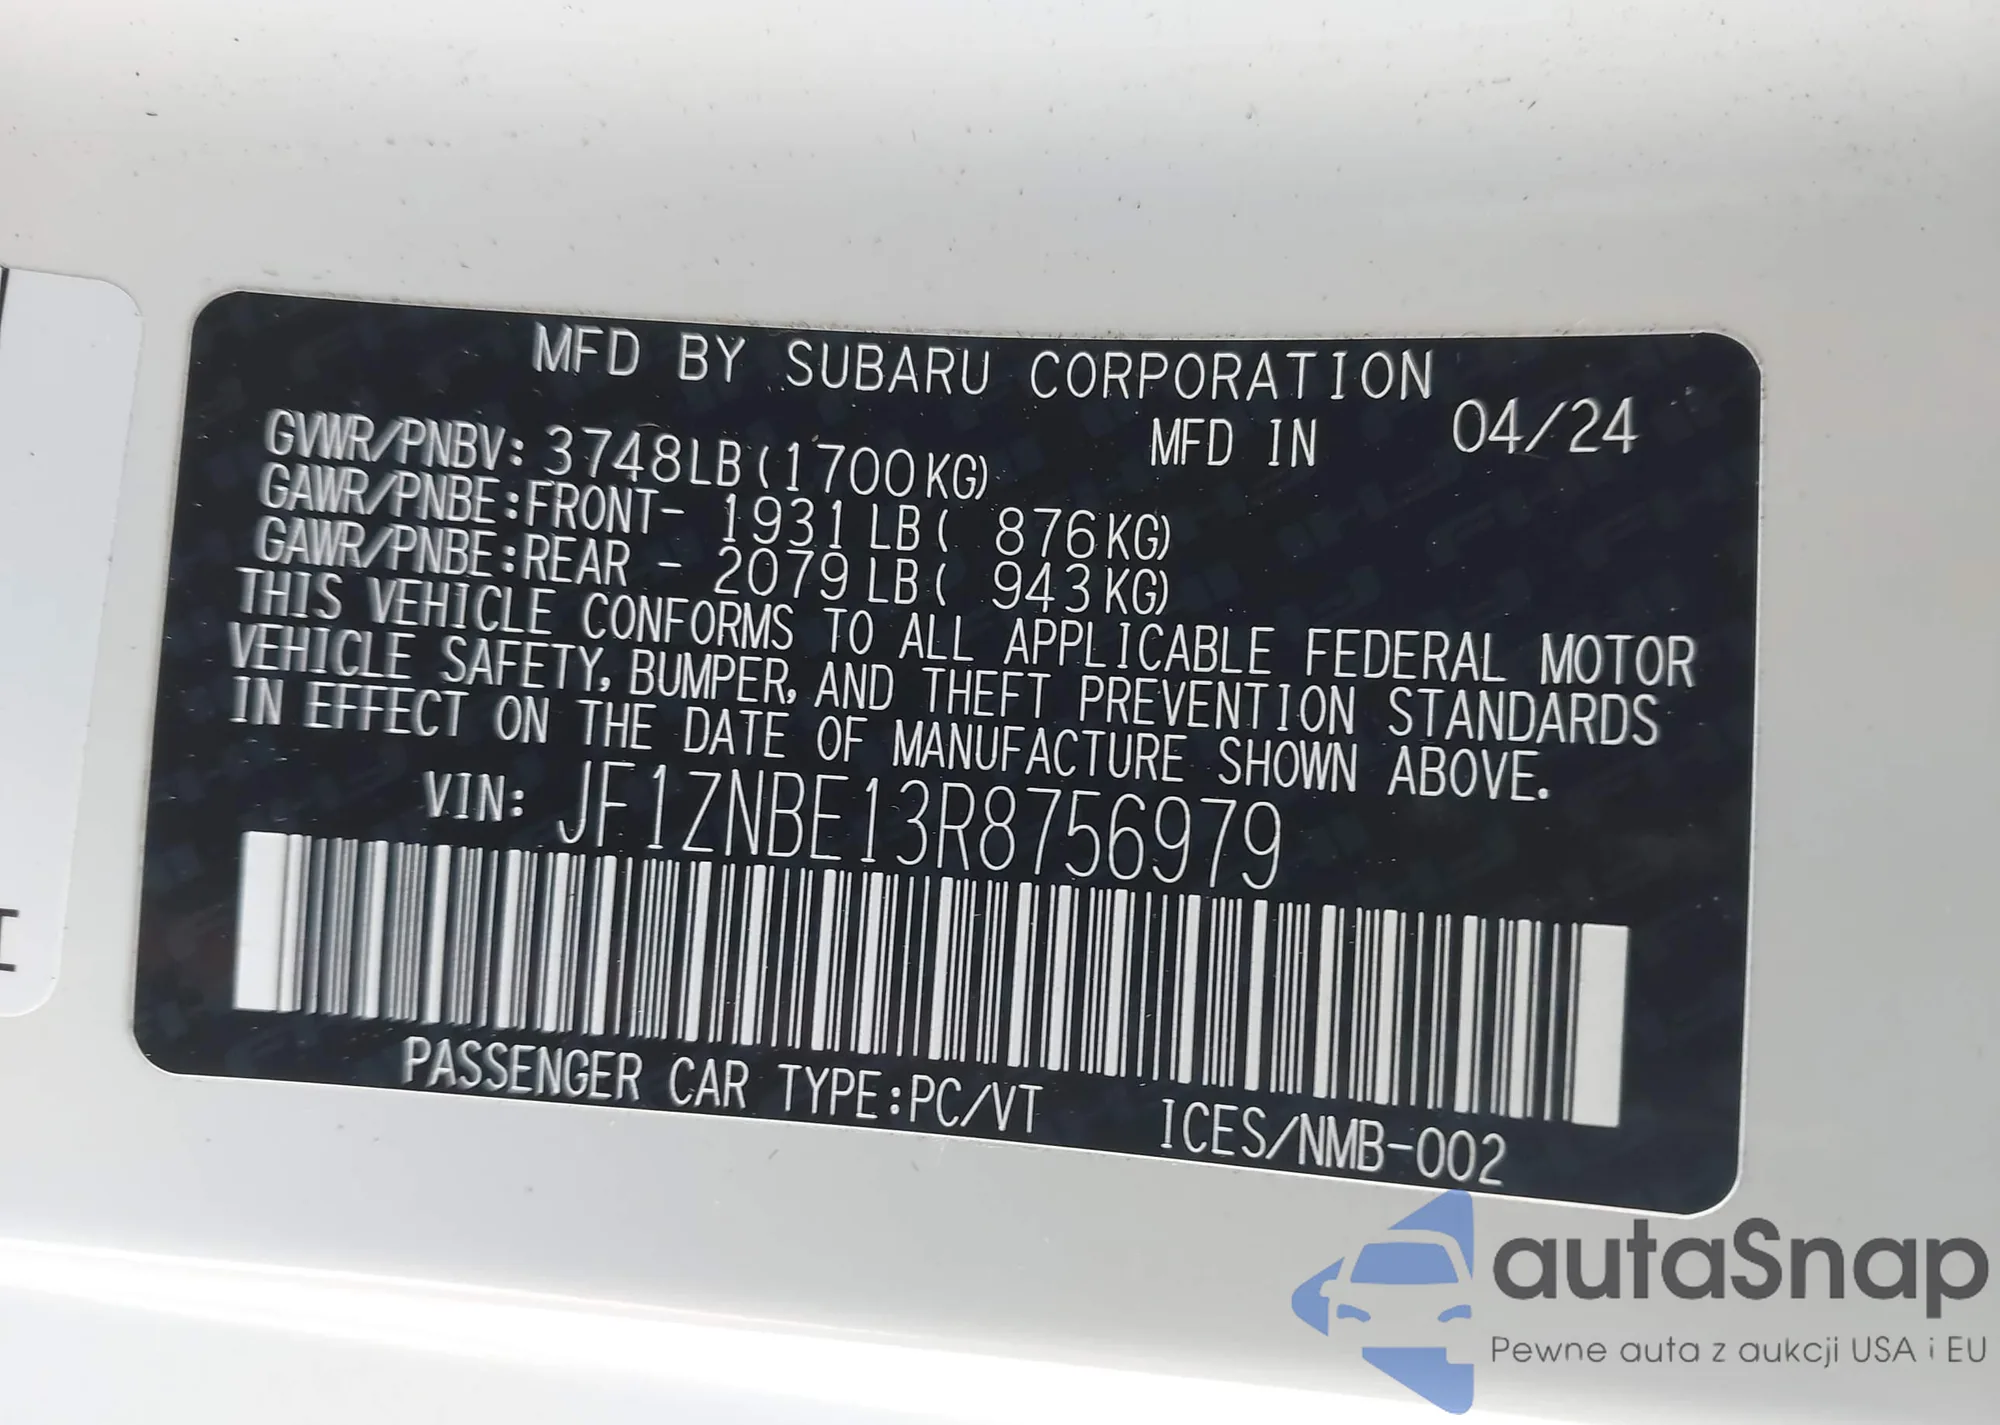 MFD BY SUBARU CORPORATION
GVWR/PNBV: 3748LB(1700KG) MFD IN 04/24
GAWR/PNBE:FRONT- 1931LB( 876KG)
GAWR/PNBE:REAR - 2079LB( 943KG)
THIS VEHICLE CONFORMS TO ALL APPLICABLE FEDERAL MOTOR
VEHICLE SAFETY, BUMPER, AND THEFT PREVENTION STANDARDS
IN EFFECT ON THE DATE OF MANUFACTURE SHOWN ABOVE.
VIN: JF1ZNBE13R8756979
PASSENGER CAR TYPE:PC/VT ICES/NMB-002
autaSnap
Pewne auta z aukcji USA i EU